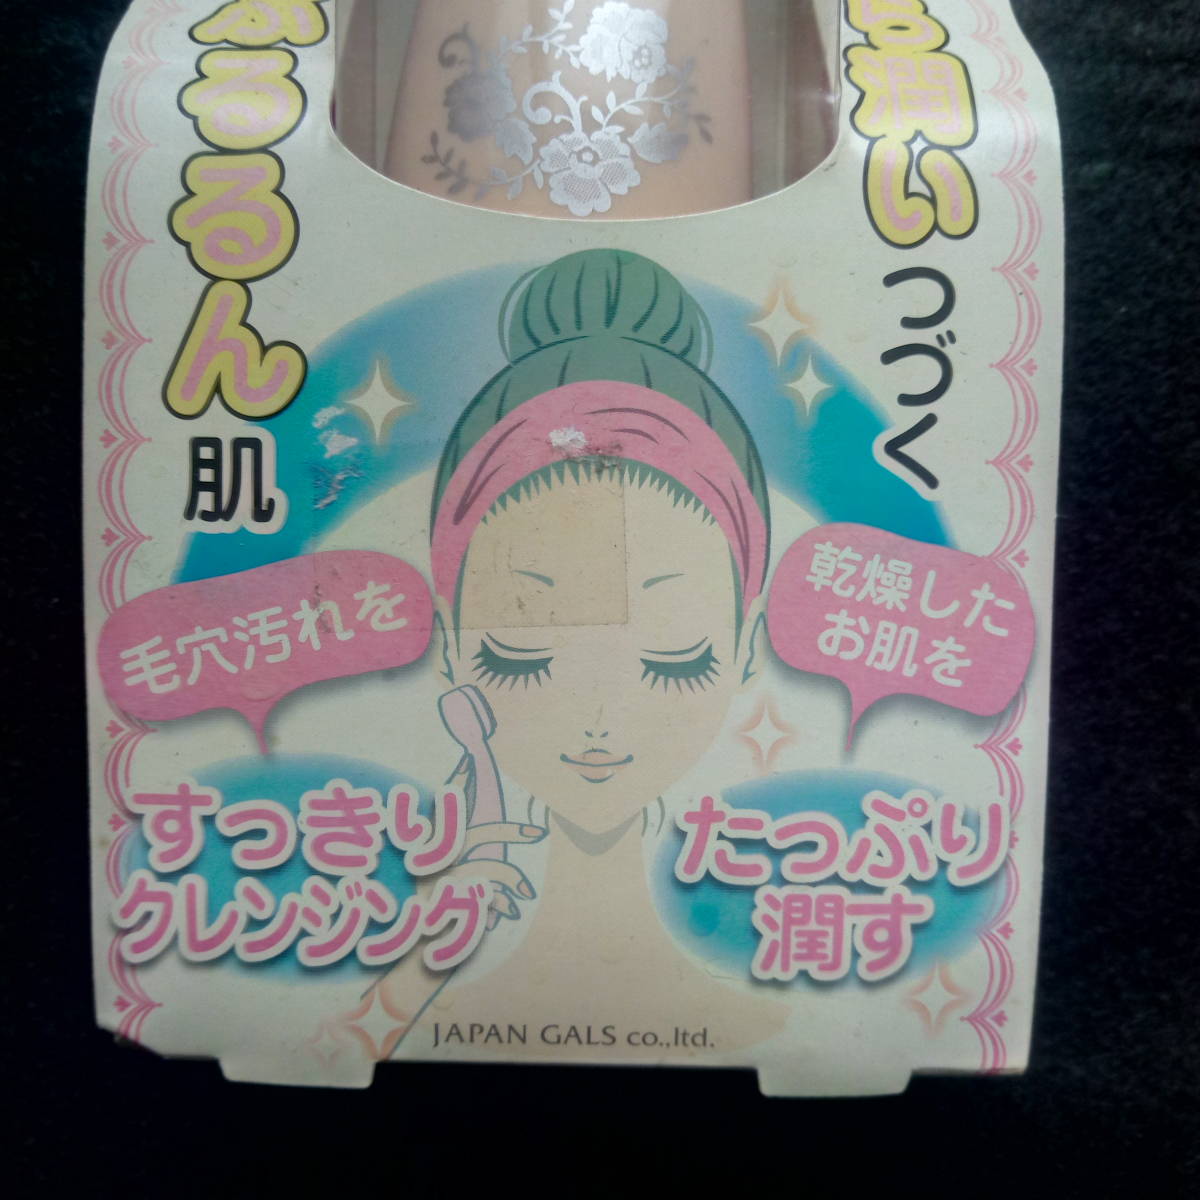 潤い
つづく
るるん
肌
毛穴汚れを
すっきり
クレンジング
乾燥した
お肌を
たっぷり
潤す
JAPAN GALS co.,ltd.